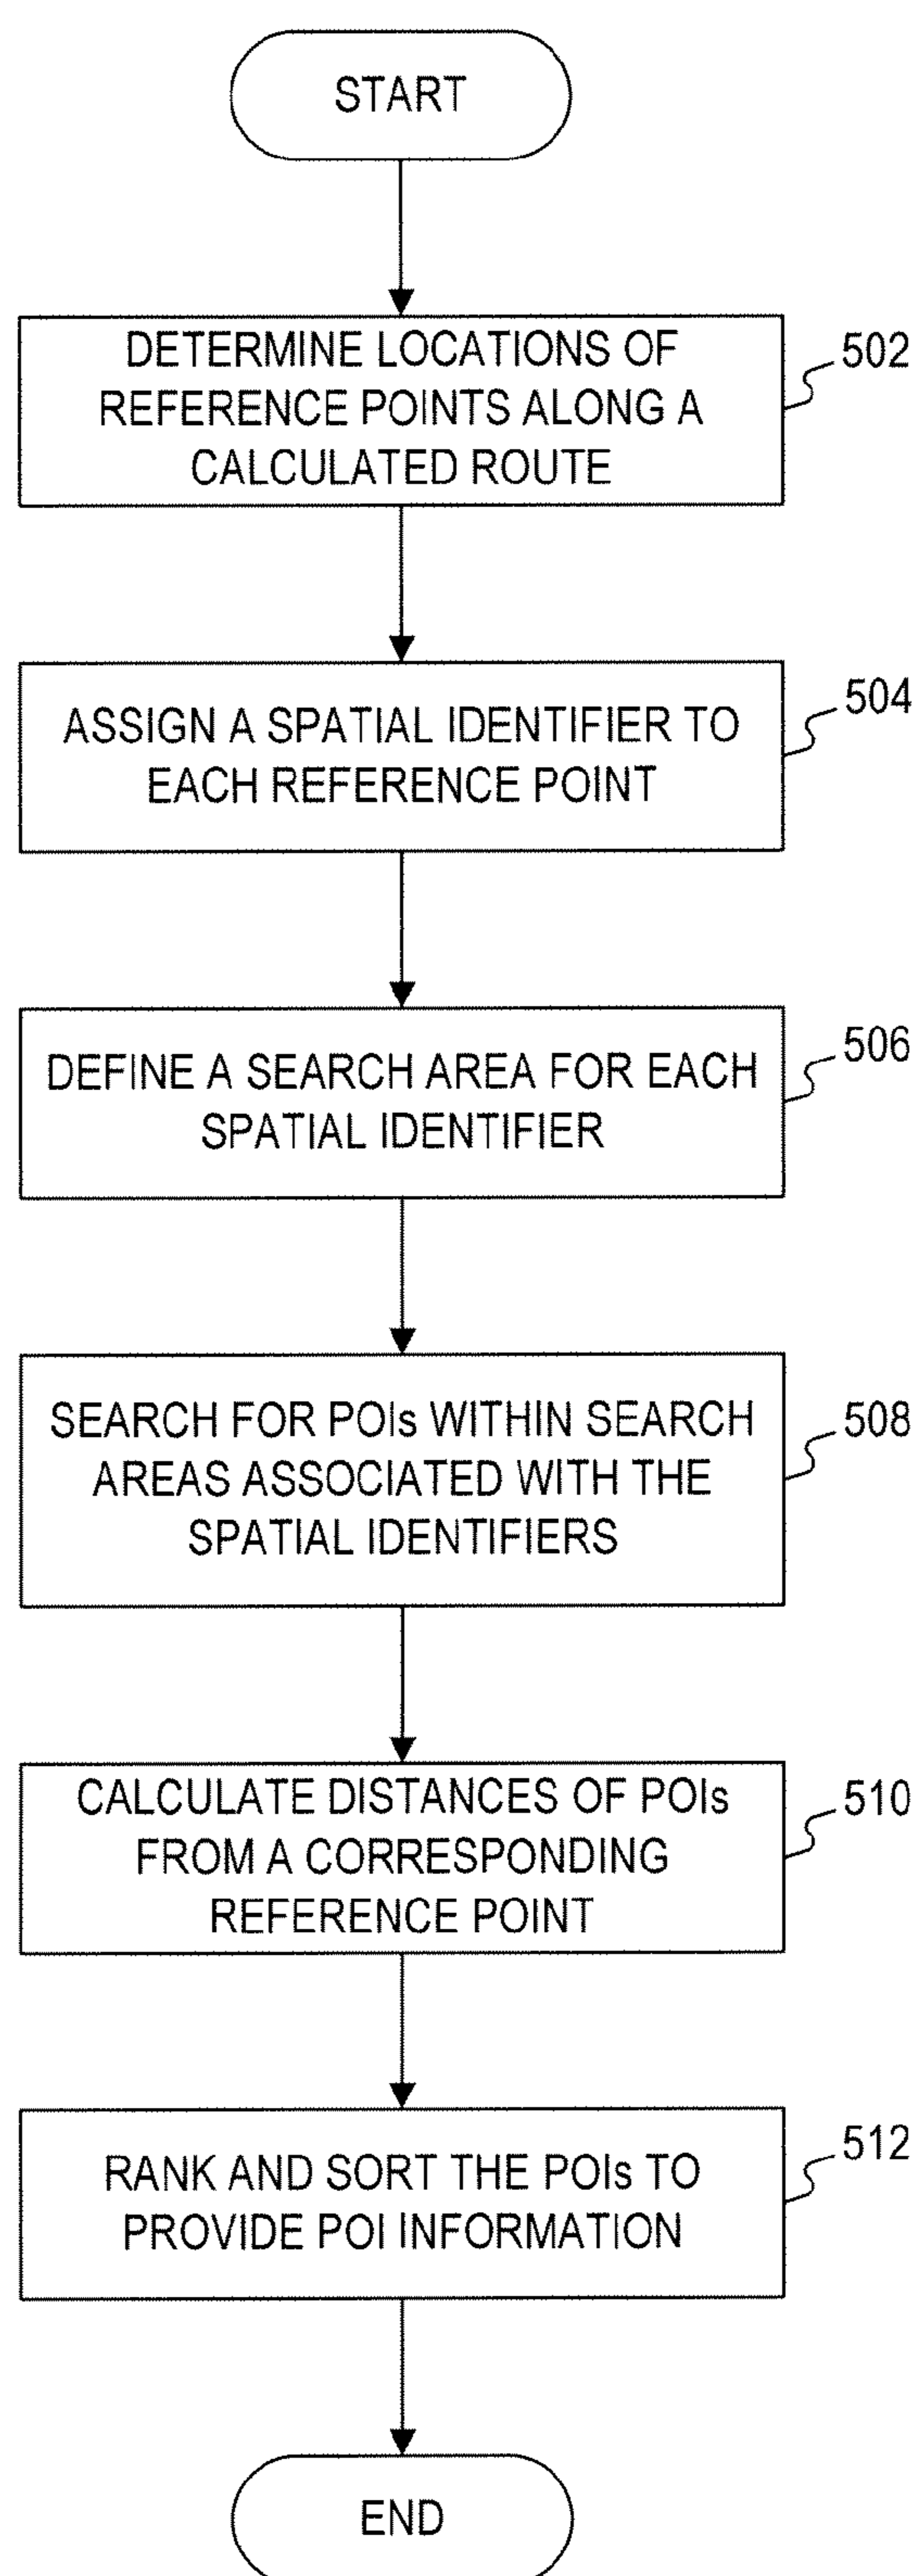 START
DETERMINE LOCATIONS OF
REFERENCE POINTS ALONG A
CALCULATED ROUTE
502
ASSIGN A SPATIAL IDENTIFIER TO
EACH REFERENCE POINT
504
DEFINE A SEARCH AREA FOR EACH
SPATIAL IDENTIFIER
506
SEARCH FOR POIs WITHIN SEARCH
AREAS ASSOCIATED WITH THE
SPATIAL IDENTIFIERS
508
CALCULATE DISTANCES OF POIs
FROM A CORRESPONDING
REFERENCE POINT
510
RANK AND SORT THE POIs TO
PROVIDE POI INFORMATION
512
END